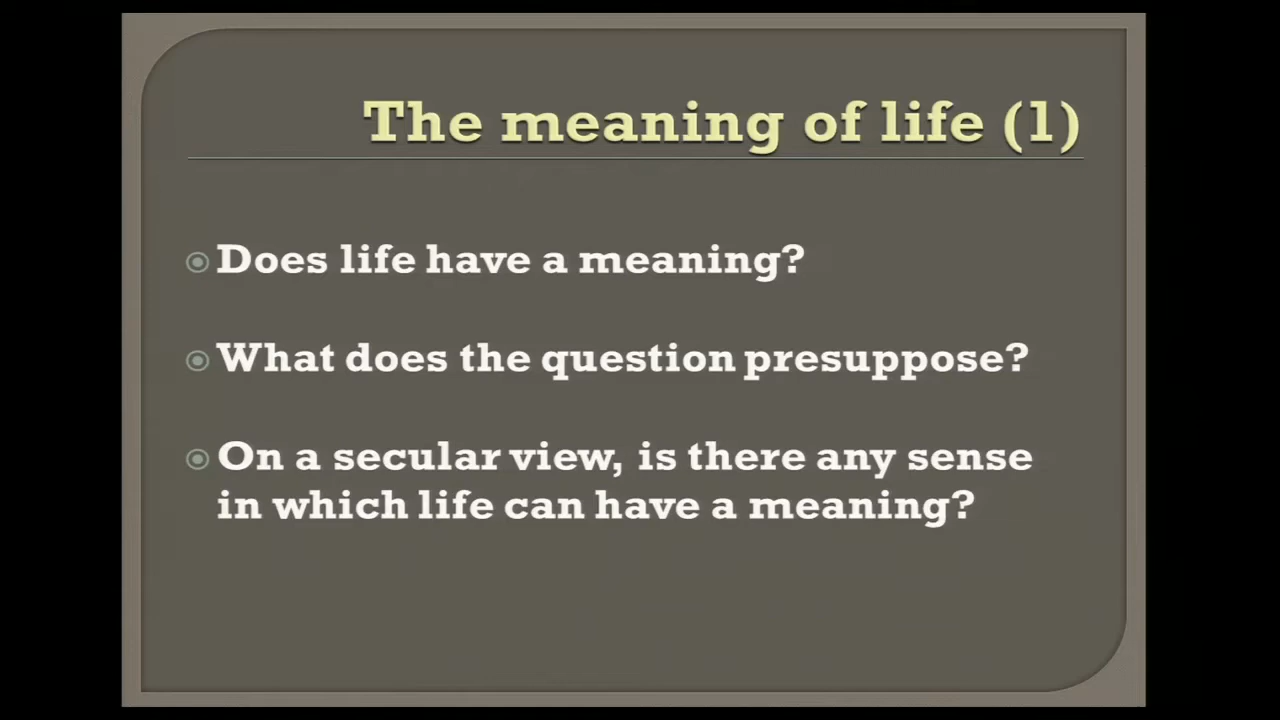 The meaning of life (1)
Does life have a meaning?
What does the question presuppose?
On a secular view, is there any sense
in which life can have a meaning?